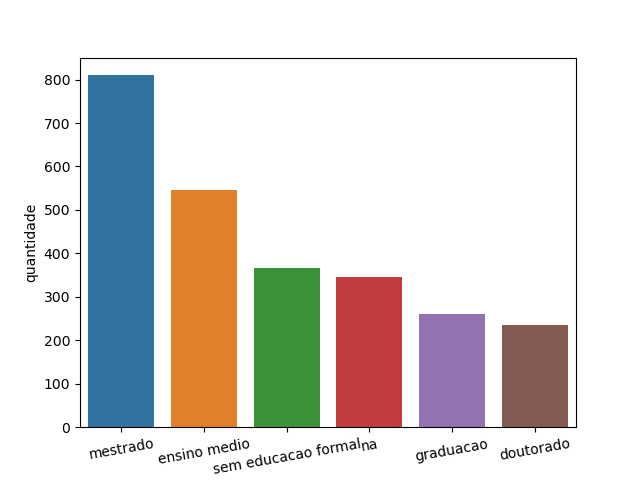 800
700
600
500
400
300
200
100
0
quantidade
mestrado
ensino medio
sem educacao formal
na
graduacao
doutorado